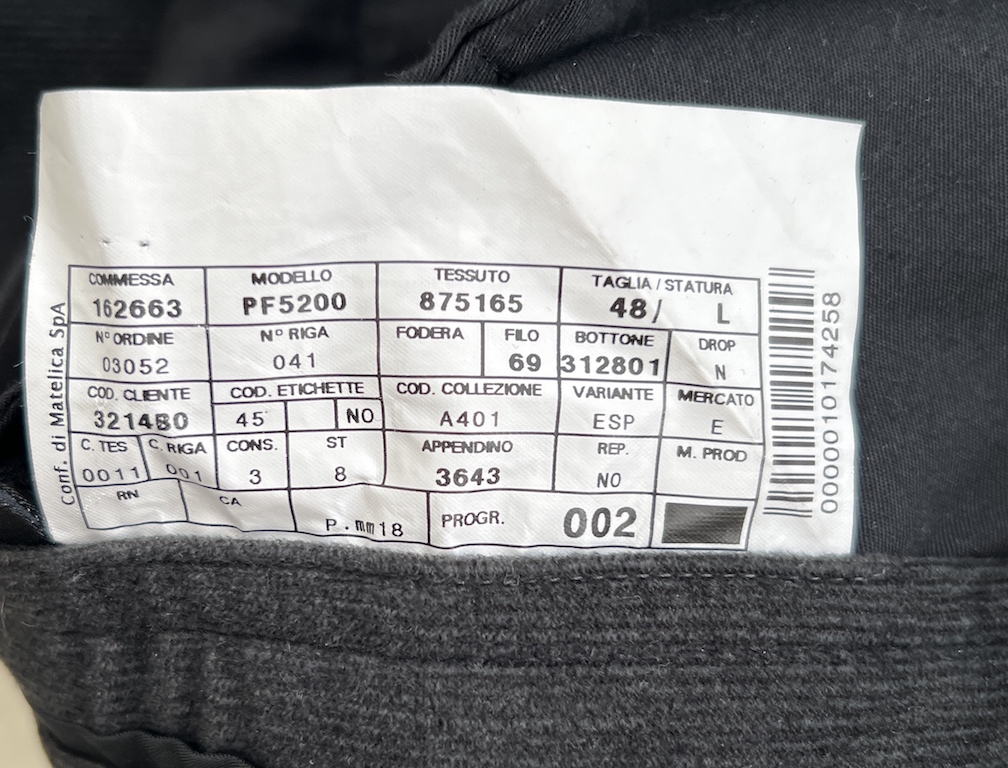 COMMESSA MODELLO TESSUTO TAGLIA / STATURA
162663 PF5200 875165 48/ L
N° ORDINE N° RIGA FODERA FILO BOTTONE DROP
03052 041 69 312801 N
COD. CLIENTE COD. ETICHETTE COD. COLLEZIONE VARIANTE MERCATO
321480 45 NO A401 ESP E
C. TES C. RIGA CONS. ST APPENDINO REP. M. PROD
0011 001 3 8 3643 NO
RN CA P.mm18 PROGR. 002
Conf. di Matelica SpA
0000010174258